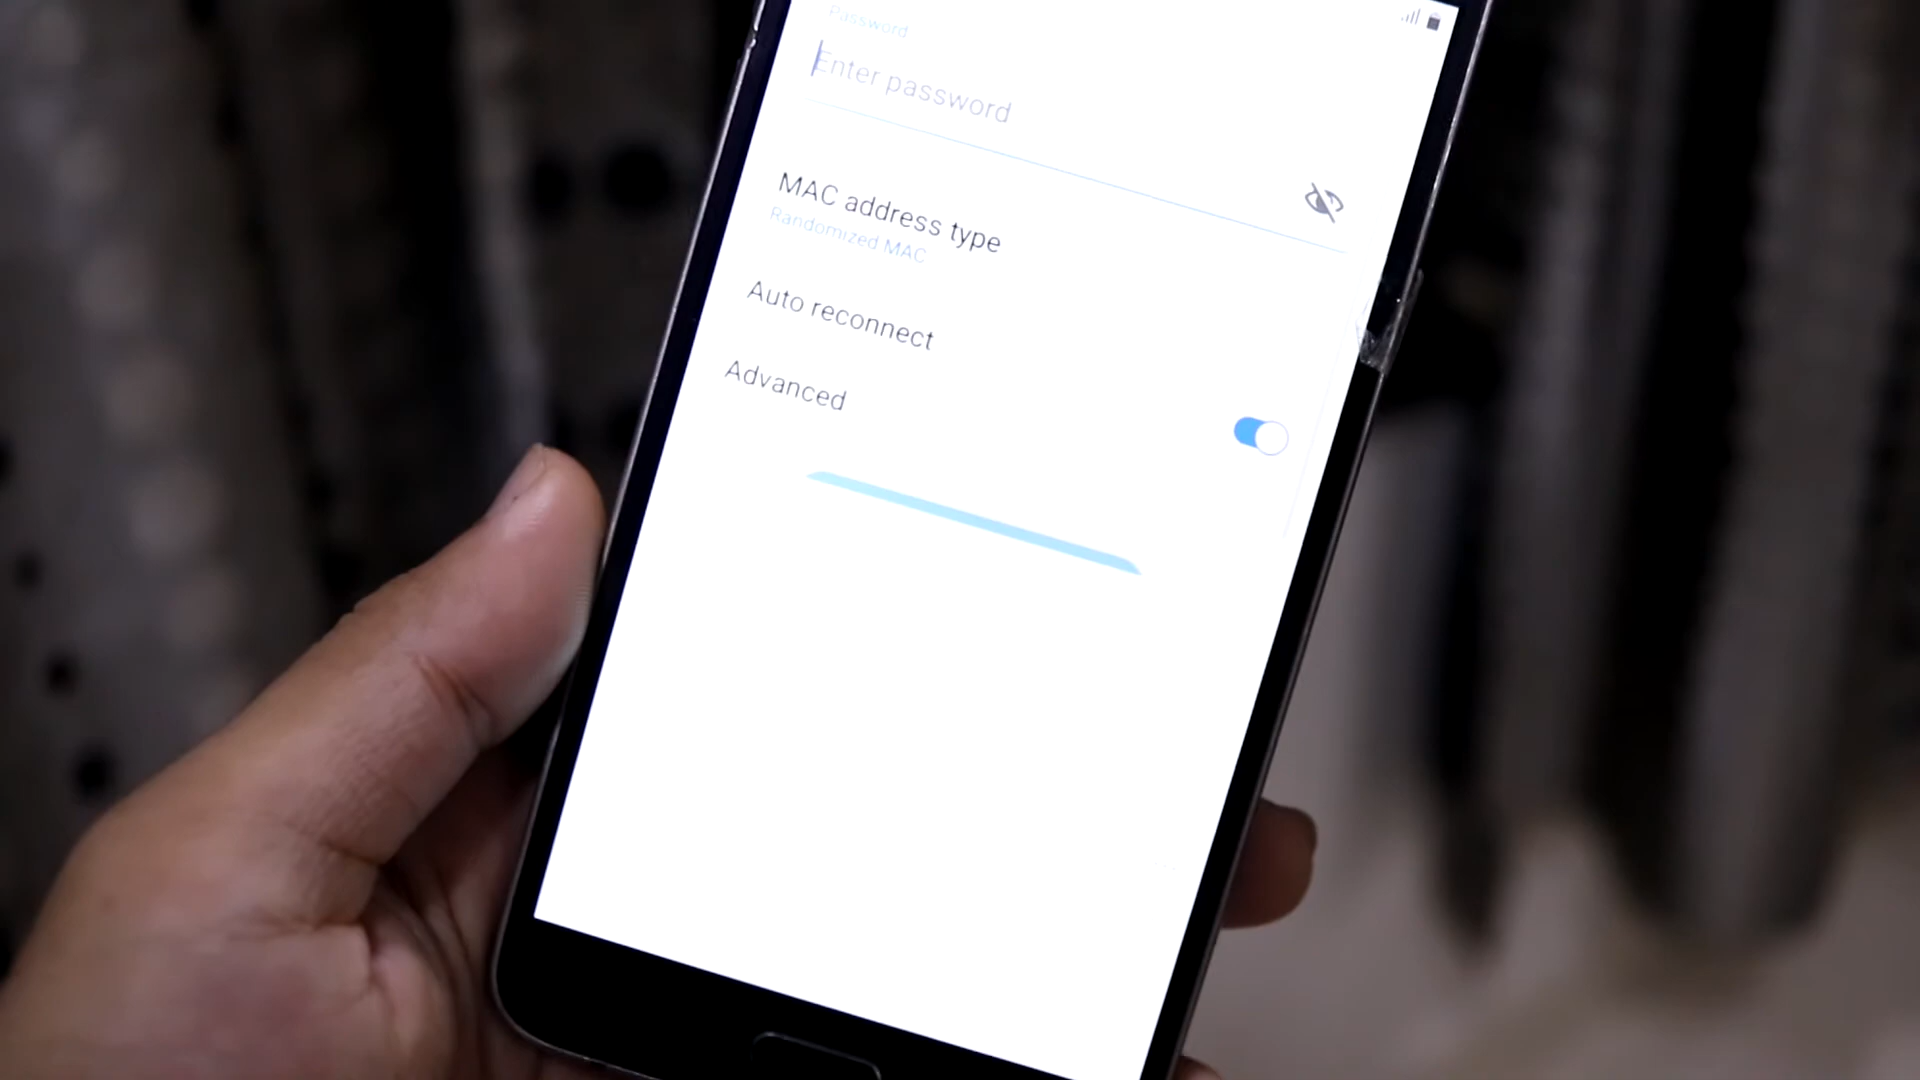 Password
Enter password
MAC address type
Randomized MAC
Auto reconnect
Advanced